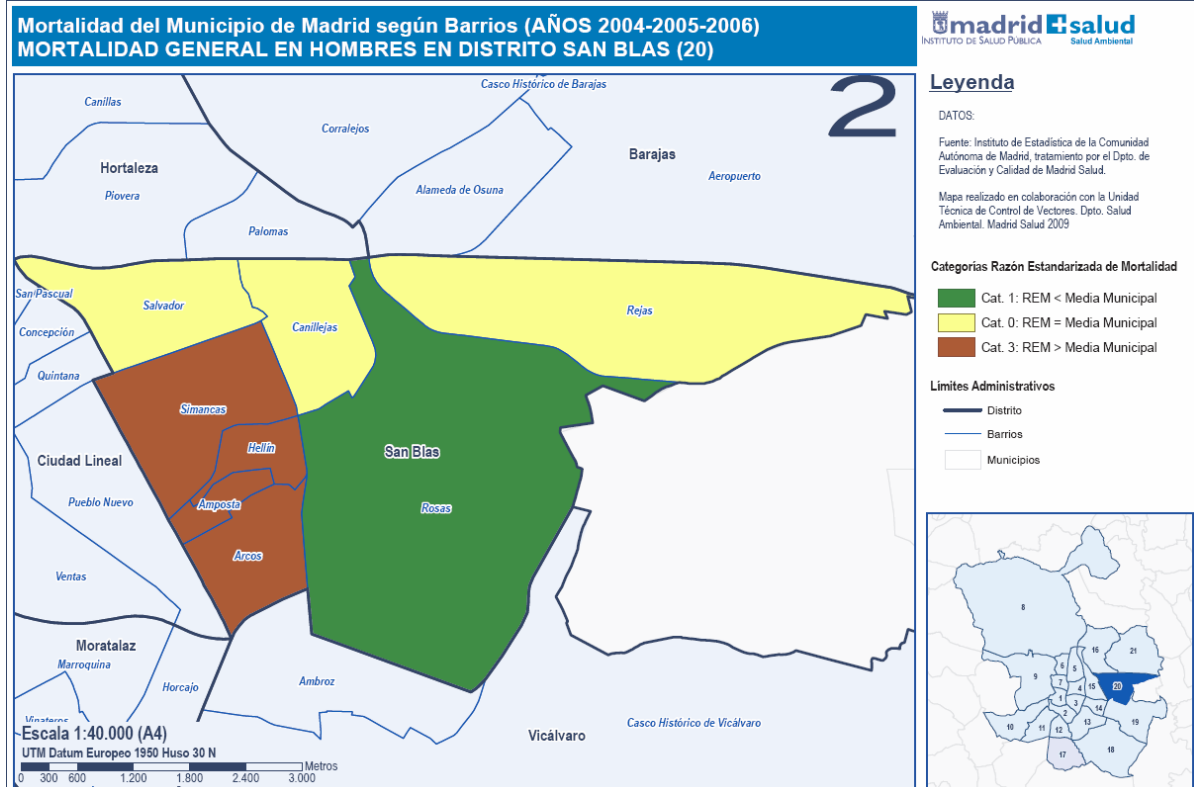 Mortalidad del Municipio de Madrid según Barrios (AÑOS 2004-2005-2006)
MORTALIDAD GENERAL EN HOMBRES EN DISTRITO SAN BLAS (20)
madrid salud
INSTITUTO DE SALUD PÚBLICA
Salud Ambiental
2
Canillas
Casco Histórico de Barajas
Corralejos
Hortaleza
Barajas
Piovera
Alameda de Osuna
Aeropuerto
Palomas
San Pascual
Salvador
Canillejas
Rejas
Concepción
Quintana
Simancas
Hellín
San Blas
Ciudad Lineal
Pueblo Nuevo
Amposta
Rosas
Arcos
Ventas
Moratalaz
Marroquina
Horcajo
Ambroz
Vinateros
Casco Histórico de Vicálvaro
Vicálvaro
Escala 1:40.000 (A4)
UTM Datum Europeo 1950 Huso 30 N
Metros
0 300 600 1.200 1.800 2.400 3.000
Leyenda
DATOS:
Fuente: Instituto de Estadística de la Comunidad
Autónoma de Madrid, tratamiento por el Dpto. de
Evaluación y Calidad de Madrid Salud.
Mapa realizado en colaboración con la Unidad
Técnica de Control de Vectores. Dpto. Salud
Ambiental. Madrid Salud 2009
Categorías Razón Estandarizada de Mortalidad
Cat. 1: REM < Media Municipal
Cat. 0: REM = Media Municipal
Cat. 3: REM > Media Municipal
Límites Administrativos
Distrito
Barrios
Municipios
8
16
21
6
5
9
7
4
15
20
1
3
2
14
13
19
10
11
12
18
17